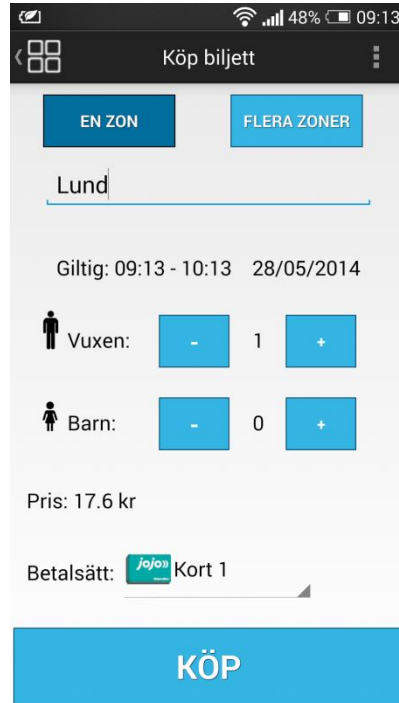 48% 09:13
Köp biljett
EN ZON FLERA ZONER
Lund
Giltig: 09:13 - 10:13 28/05/2014
Vuxen: - 1 +
Barn: - 0 +
Pris: 17.6 kr
Betalsätt: jojo Kort 1
KÖP